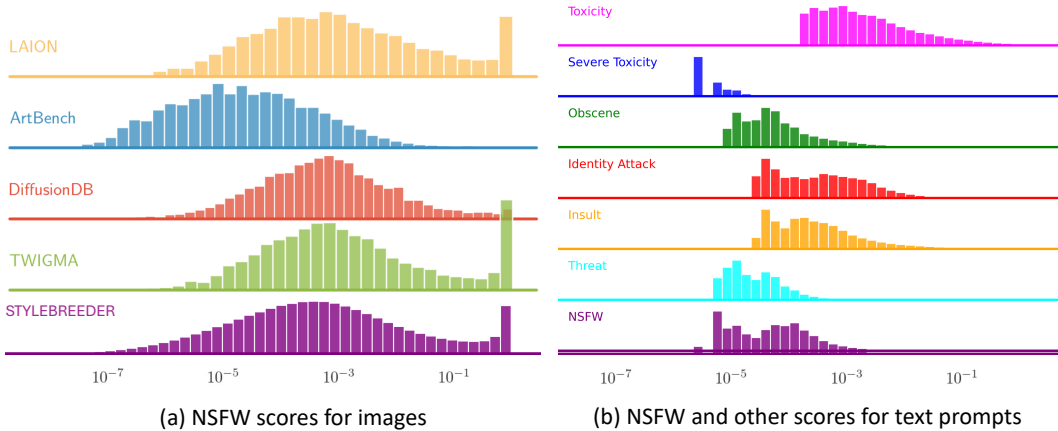 LAION
ArtBench
DiffusionDB
TWIGMA
STYLEBREEDER
10⁻⁷ 10⁻⁵ 10⁻³ 10⁻¹
(a) NSFW scores for images
Toxicity
Severe Toxicity
Obscene
Identity Attack
Insult
Threat
NSFW
10⁻⁷ 10⁻⁵ 10⁻³ 10⁻¹
(b) NSFW and other scores for text prompts